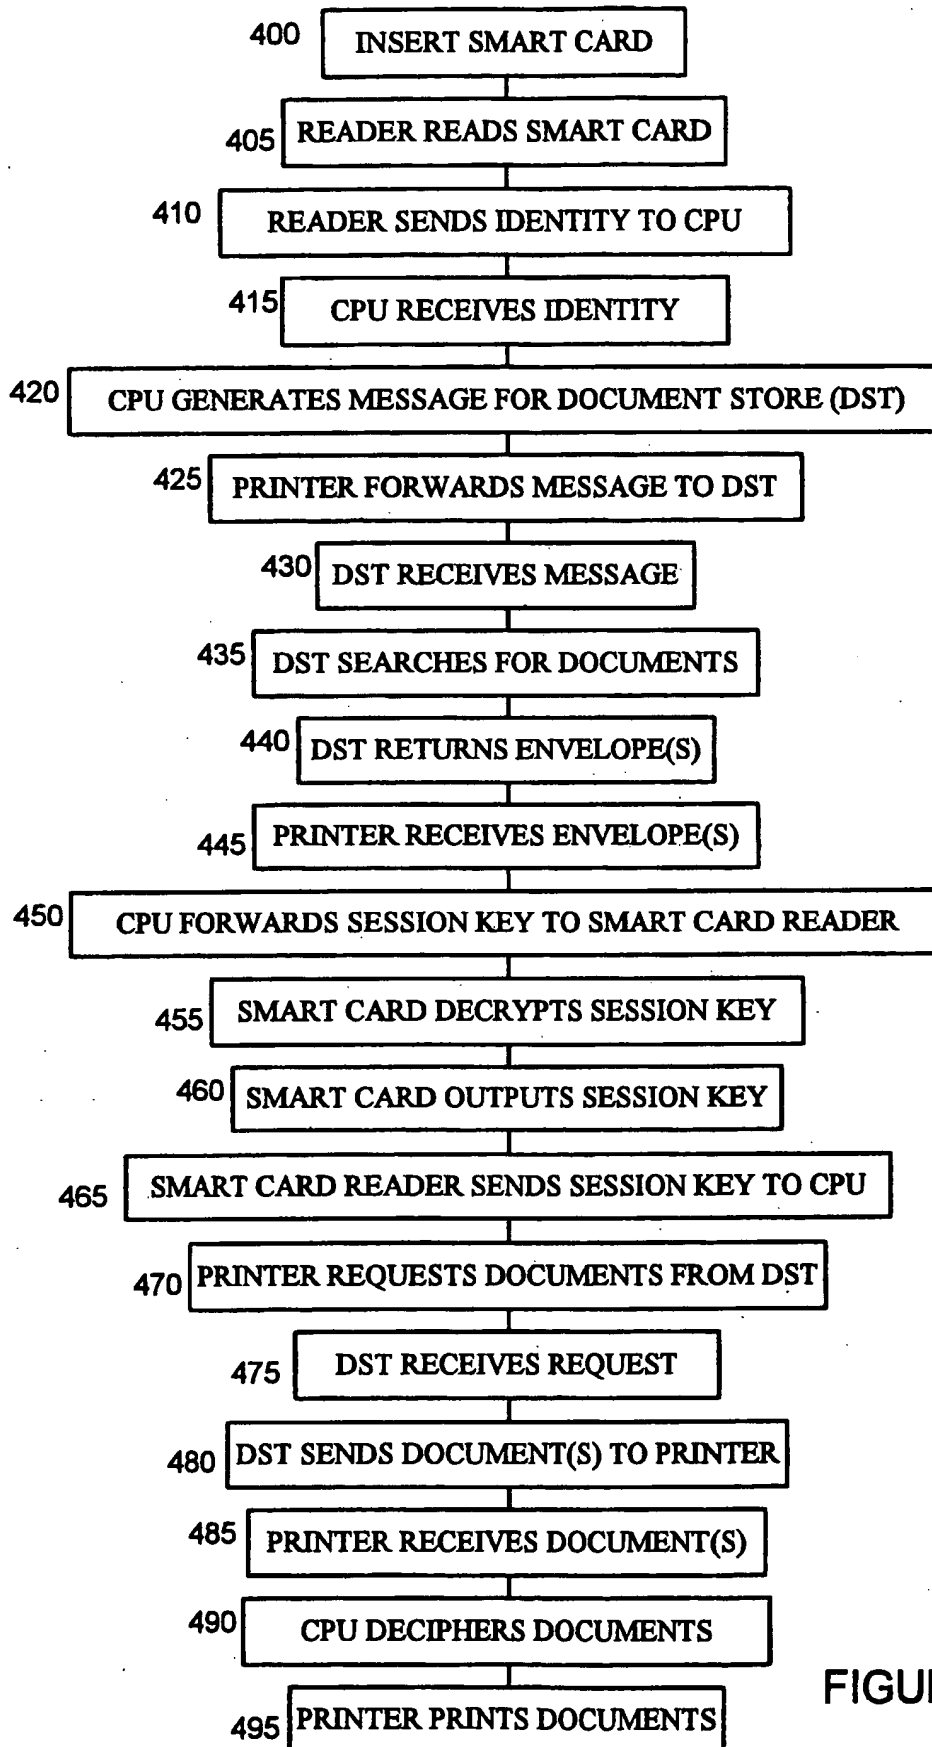 400 INSERT SMART CARD
405 READER READS SMART CARD
410 READER SENDS IDENTITY TO CPU
415 CPU RECEIVES IDENTITY
420 CPU GENERATES MESSAGE FOR DOCUMENT STORE (DST)
425 PRINTER FORWARDS MESSAGE TO DST
430 DST RECEIVES MESSAGE
435 DST SEARCHES FOR DOCUMENTS
440 DST RETURNS ENVELOPE(S)
445 PRINTER RECEIVES ENVELOPE(S)
450 CPU FORWARDS SESSION KEY TO SMART CARD READER
455 SMART CARD DECRYPTS SESSION KEY
460 SMART CARD OUTPUTS SESSION KEY
465 SMART CARD READER SENDS SESSION KEY TO CPU
470 PRINTER REQUESTS DOCUMENTS FROM DST
475 DST RECEIVES REQUEST
480 DST SENDS DOCUMENT(S) TO PRINTER
485 PRINTER RECEIVES DOCUMENT(S)
490 CPU DECIPHERS DOCUMENTS
495 PRINTER PRINTS DOCUMENTS